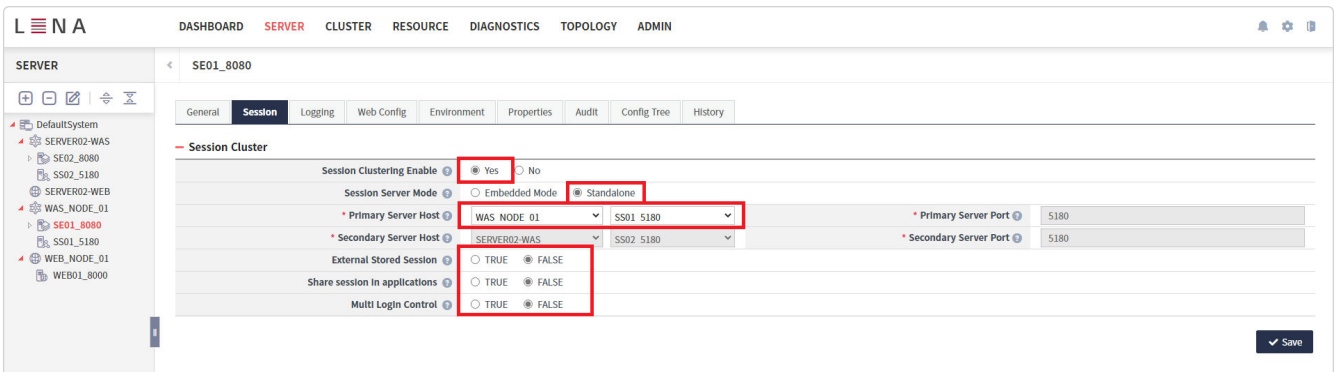 LENA DASHBOARD SERVER CLUSTER RESOURCE DIAGNOSTICS TOPOLOGY ADMIN
SERVER
SE01_8080
General Session Logging Web Config Environment Properties Audit Config Tree History
DefaultSystem
SERVER02-WAS
SE02_8080
SS02_5180
SERVER02-WEB
WAS_NODE_01
SE01_8080
SS01_5180
WEB_NODE_01
WEB01_8000
Session Cluster
Session Clustering Enable Yes No
Session Server Mode Embedded Mode Standalone
* Primary Server Host WAS_NODE_01 SS01_5180 * Primary Server Port 5180
* Secondary Server Host SERVER02-WAS SS02_5180 * Secondary Server Port 5180
External Stored Session TRUE FALSE
Share session in applications TRUE FALSE
Multi Login Control TRUE FALSE
Save